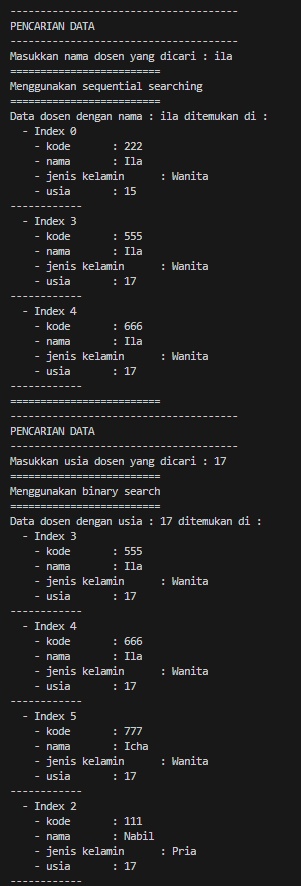 --------------------------------------
PENCARIAN DATA
--------------------------------------
Masukkan nama dosen yang dicari : ila
=========================
Menggunakan sequential searching
=========================
Data dosen dengan nama : ila ditemukan di :
  - Index 0
    - kode       : 222
    - nama       : Ila
    - jenis kelamin      : Wanita
    - usia       : 15
------------
  - Index 3
    - kode       : 555
    - nama       : Ila
    - jenis kelamin      : Wanita
    - usia       : 17
------------
  - Index 4
    - kode       : 666
    - nama       : Ila
    - jenis kelamin      : Wanita
    - usia       : 17
------------
=========================
--------------------------------------
PENCARIAN DATA
--------------------------------------
Masukkan usia dosen yang dicari : 17
=========================
Menggunakan binary search
=========================
Data dosen dengan usia : 17 ditemukan di :
  - Index 3
    - kode       : 555
    - nama       : Ila
    - jenis kelamin      : Wanita
    - usia       : 17
------------
  - Index 4
    - kode       : 666
    - nama       : Ila
    - jenis kelamin      : Wanita
    - usia       : 17
------------
  - Index 5
    - kode       : 777
    - nama       : Icha
    - jenis kelamin      : Wanita
    - usia       : 17
------------
  - Index 2
    - kode       : 111
    - nama       : Nabil
    - jenis kelamin      : Pria
    - usia       : 17
------------